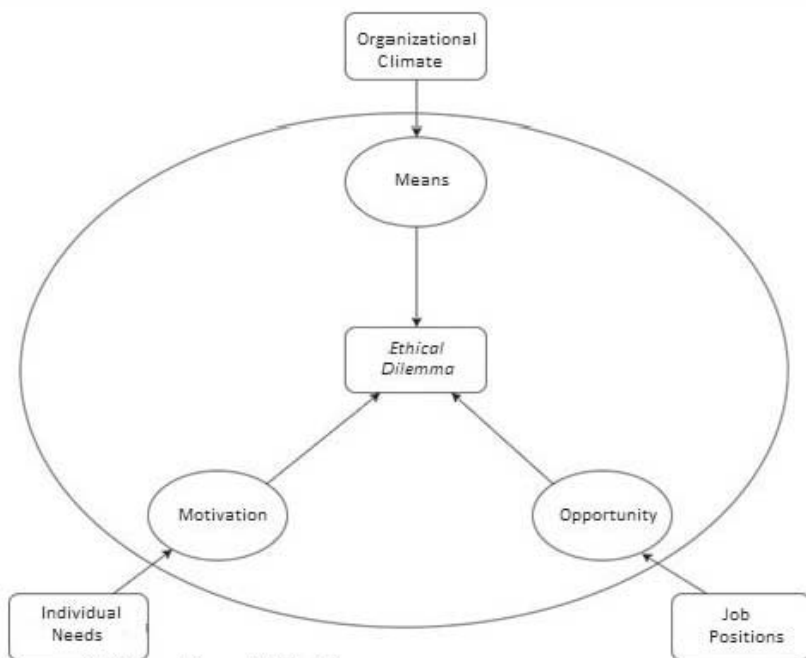 Organizational
Climate
Means
Ethical
Dilemma
Motivation
Opportunity
Individual
Needs
Job
Positions